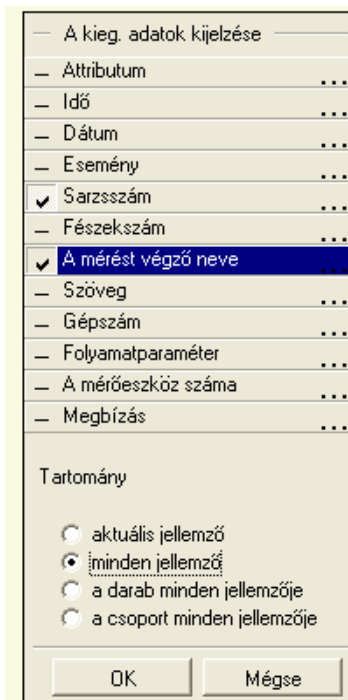 A kieg. adatok kijelzése
Attributum
Idő
Dátum
Esemény
Sarzsszám
Fészekszám
A mérést végző neve
Szöveg
Gépszám
Folyamatparaméter
A mérőeszköz száma
Megbízás
Tartomány
aktuális jellemző
minden jellemző
a darab minden jellemzője
a csoport minden jellemzője
OK Mégse